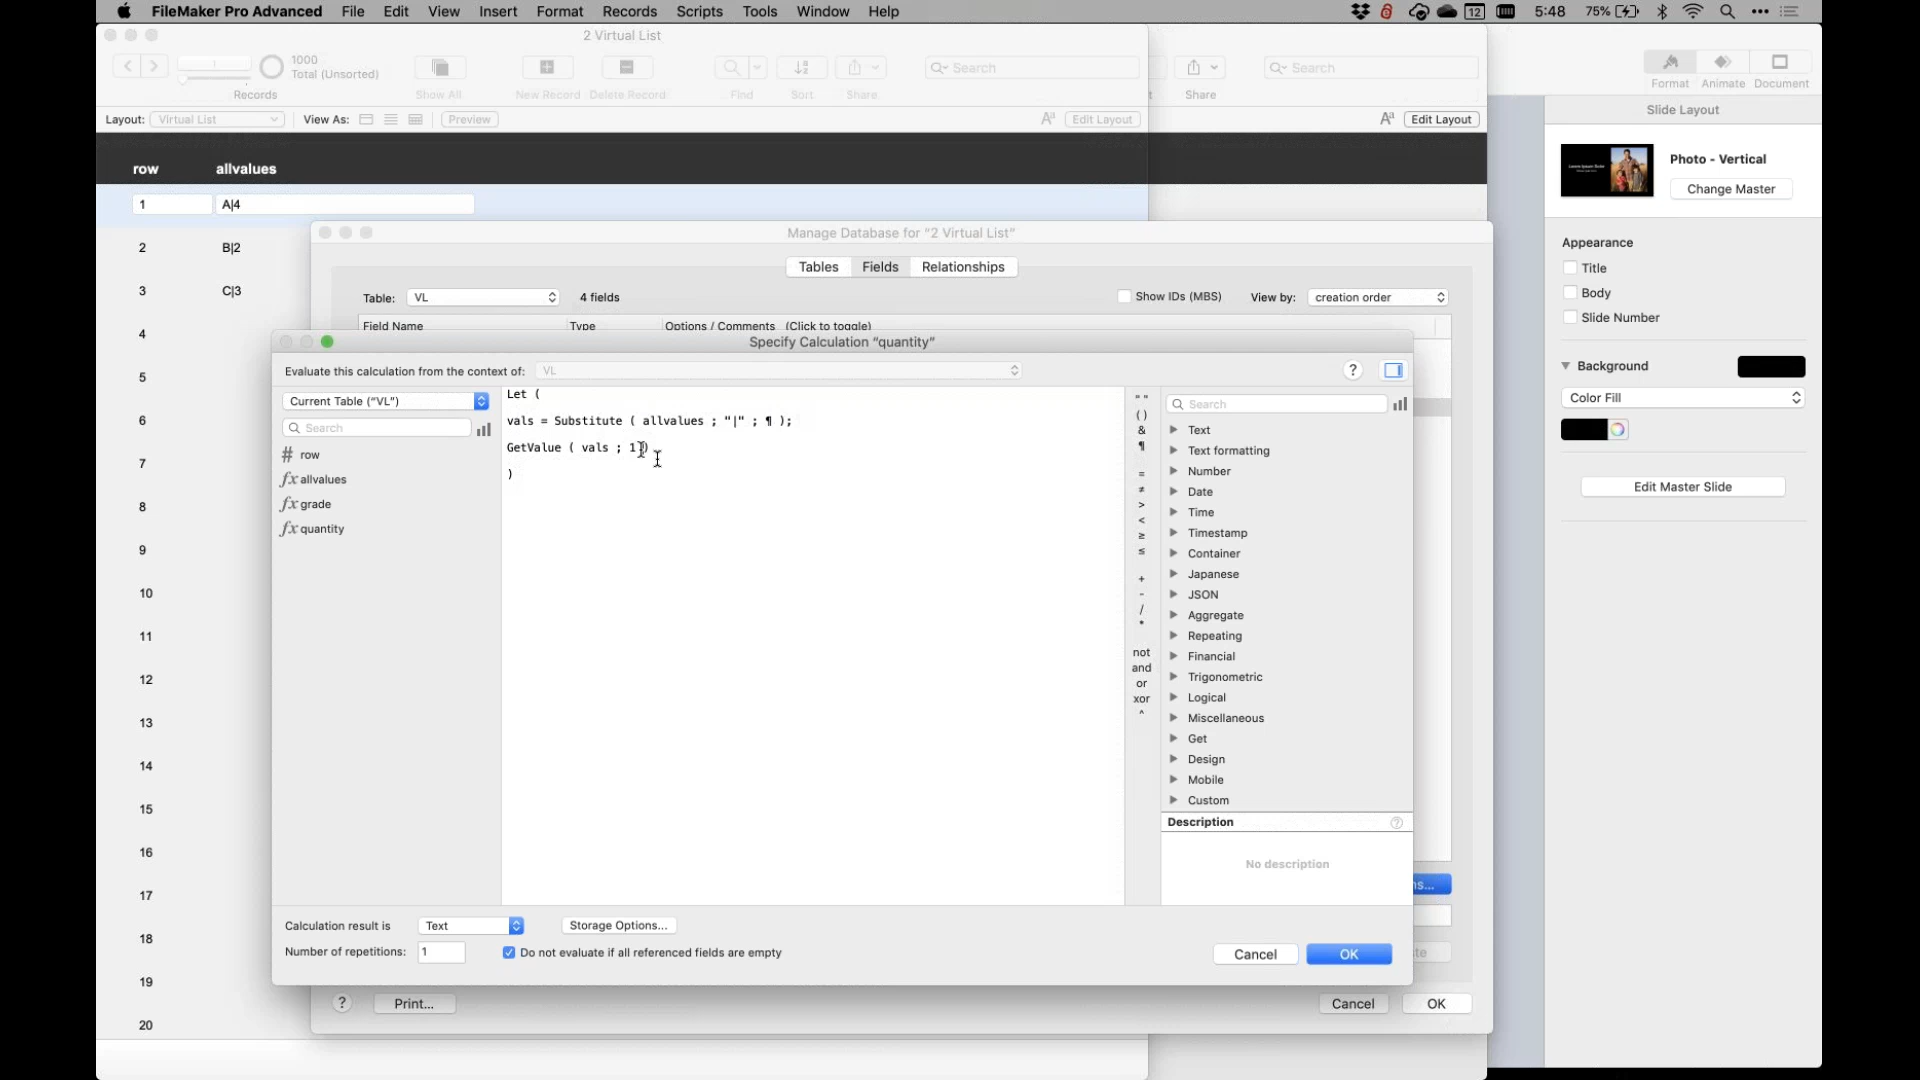 FileMaker Pro Advanced File Edit View Insert Format Records Scripts Tools Window Help 12 5:48 75%
2 Virtual List
1000
Total (Unsorted)
Search
Search
Records Show All New Record Delete Record Find Sort Share
t Share
Format Animate Document
Layout: Virtual List View As: Preview Aa Edit Layout
Aa Edit Layout
Slide Layout
row allvalues
Photo - Vertical
Change Master
1 A|4
2 B|2
3 C|3
4
5
6
7
8
9
10
11
12
13
14
15
16
17
18
19
20
Manage Database for "2 Virtual List"
Tables Fields Relationships
Table: VL 4 fields Show IDs (MBS) View by: creation order
Field Name Type Options / Comments (Click to toggle)
Specify Calculation "quantity"
Evaluate this calculation from the context of: VL ?
Current Table ("VL")
Search
# row
fx allvalues
fx grade
fx quantity
Let (
vals = Substitute ( allvalues ; "|" ; ¶ );
GetValue ( vals ; 1 )
)
" "
( )
&
¶
=
≠
>
<
≥
≤
+
-
/
*
not
and
or
xor
^
Search
Text
Text formatting
Number
Date
Time
Timestamp
Container
Japanese
JSON
Aggregate
Repeating
Financial
Trigonometric
Logical
Miscellaneous
Get
Design
Mobile
Custom
Description ?
No description
Calculation result is Text Storage Options...
Number of repetitions: 1 Do not evaluate if all referenced fields are empty
Cancel OK
ns...
te
? Print... Cancel OK
Appearance
Title
Body
Slide Number
Background
Color Fill
Edit Master Slide